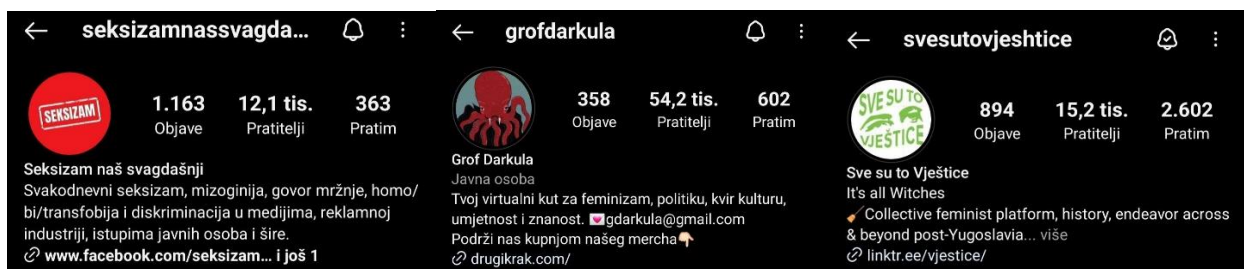 seksizamnassvagda...
SEKSIZAM
1.163
12,1 tis.
363
Objave
Pratitelji
Pratim
Seksizam naš svagdašnji
Svakodnevni seksizam, mizoginija, govor mržnje, homo/
bi/transfobija i diskriminacija u medijima, reklamnoj
industriji, istupima javnih osoba i šire.
www.facebook.com/seksizam... i još 1
grofdarkula
358
54,2 tis.
602
Objave
Pratitelji
Pratim
Grof Darkula
Javna osoba
Tvoj virtualni kut za feminizam, politiku, kvir kulturu,
umjetnost i znanost. 💌gdarkula@gmail.com
Podrži nas kupnjom našeg mercha👇🏻
drugikrak.com/
svesutovjeshtice
SVE SU TO
VJEŠTICE
894
15,2 tis.
2.602
Objave
Pratitelji
Pratim
Sve su to Vještice
It's all Witches
🧹Collective feminist platform, history, endeavor across
& beyond post-Yugoslavia... više
linktr.ee/vjestice/